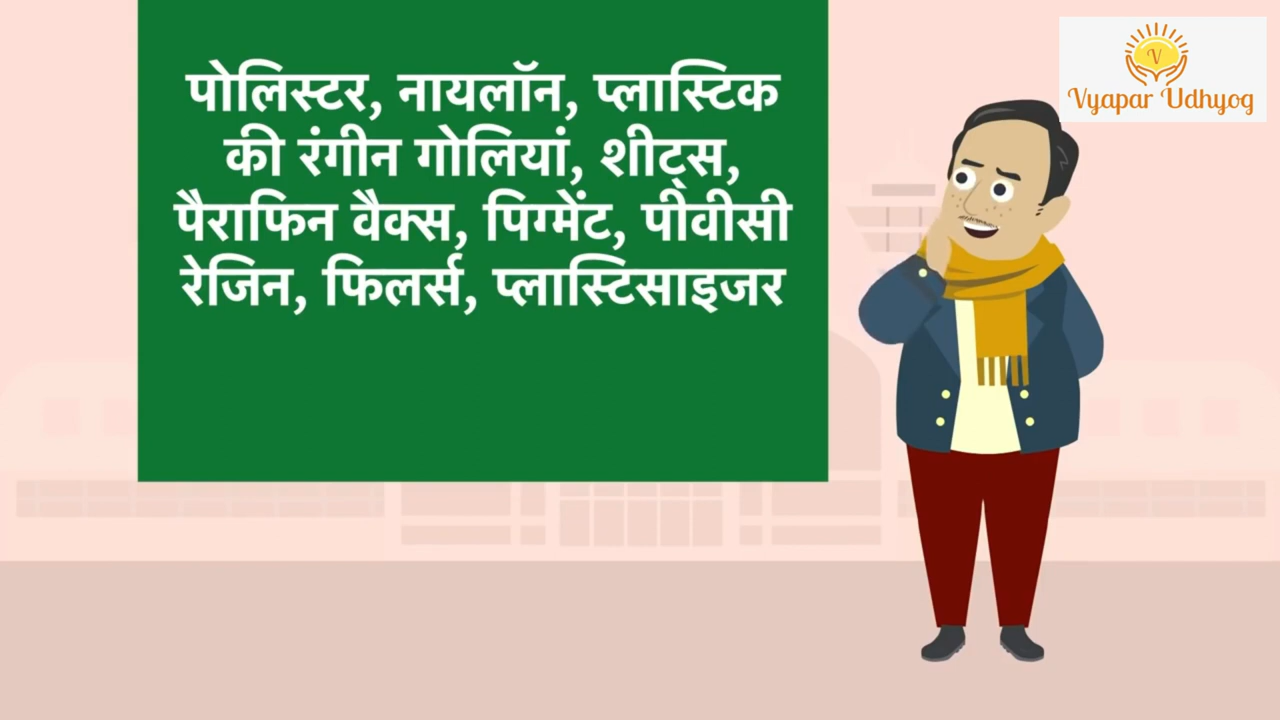 पोलिस्टर, नायलॉन, प्लास्टिक
की रंगीन गोलियां, शीट्स,
पैराफिन वैक्स, पिग्मेंट, पीवीसी
रेजिन, फिलर्स, प्लास्टिसाइजर
V
Vyapar Udhyog